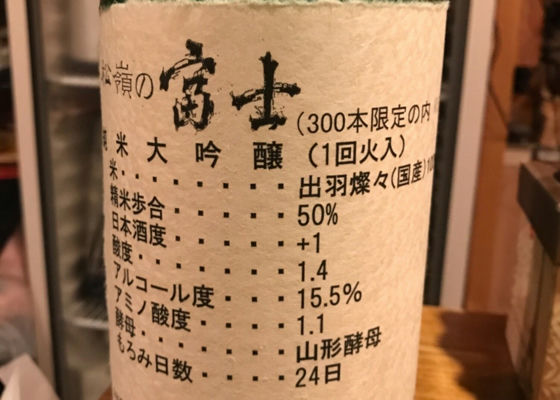 松嶺の富士(300本限定の内
純米大吟醸(1回火入)
米・・・・・・・・出羽燦々(国産)100
精米歩合・・・・・50%
日本酒度・・・・・+1
酸度・・・・・・・1.4
アルコール度・・・・15.5%
アミノ酸度・・・・1.1
酵母・・・・・・・山形酵母
もろみ日数・・・・24日